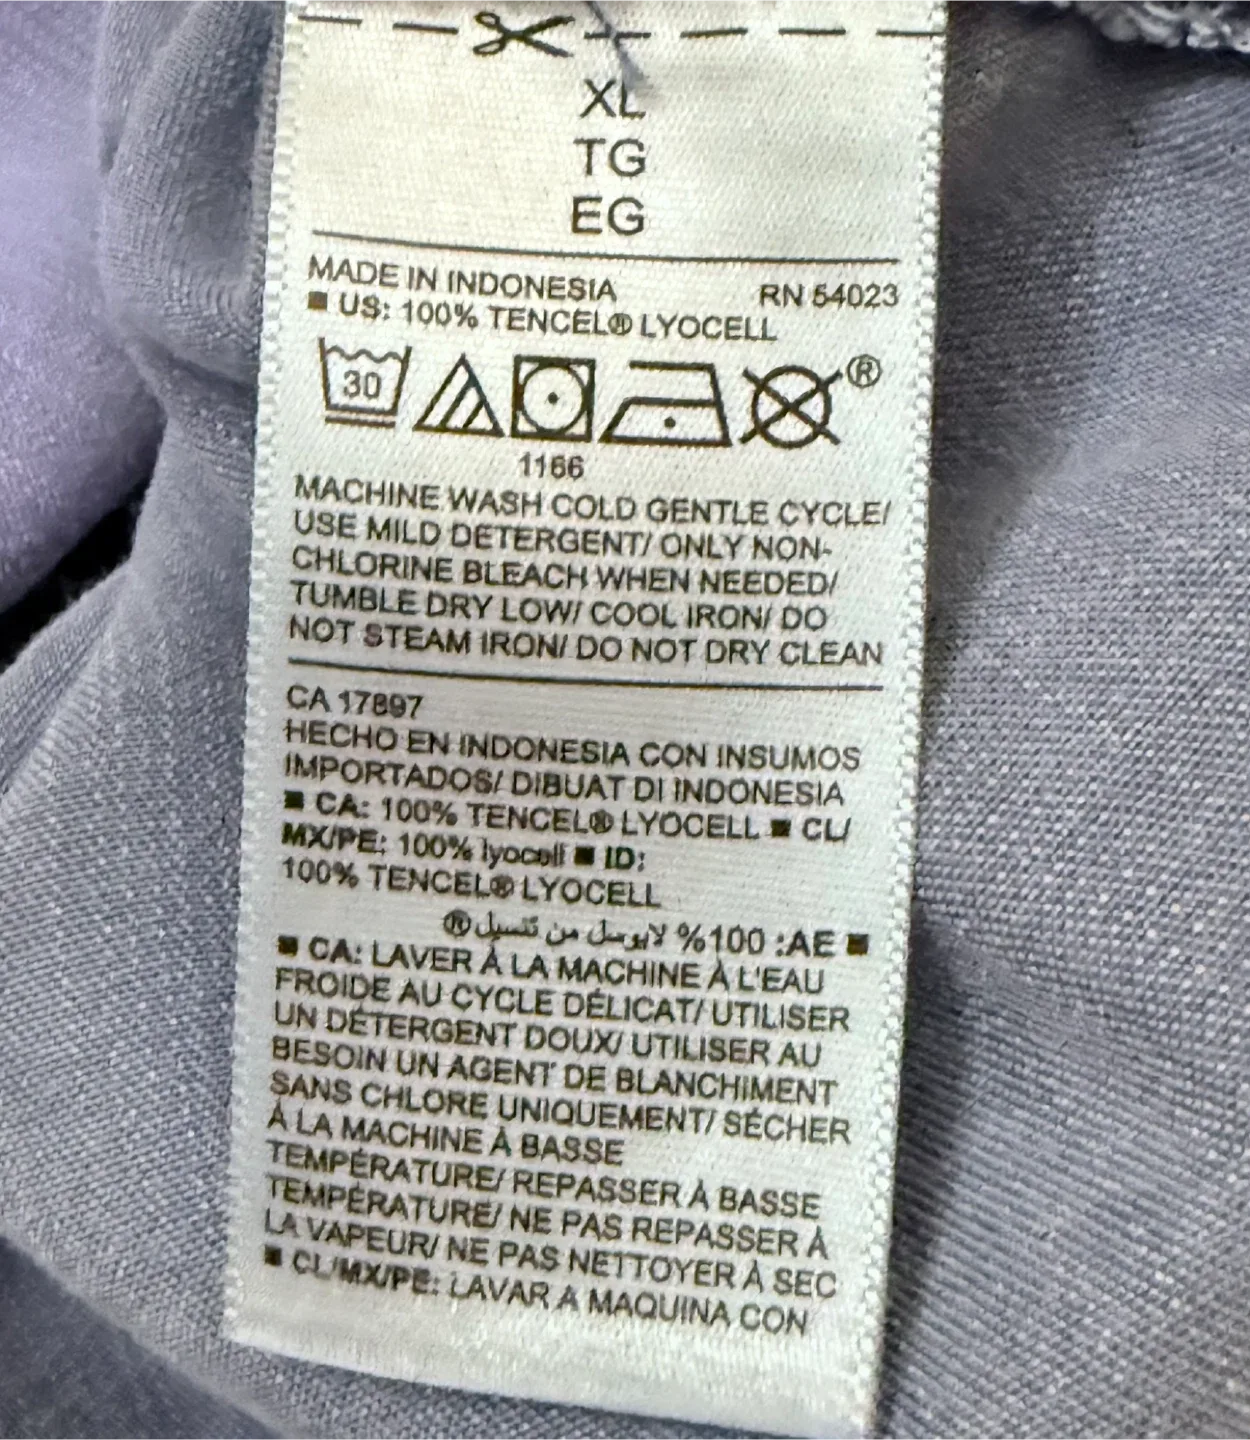 XL
TG
EG
MADE IN INDONESIA RN 54023
■ US: 100% TENCEL® LYOCELL
30 ®
1166
MACHINE WASH COLD GENTLE CYCLE/
USE MILD DETERGENT/ ONLY NON-
CHLORINE BLEACH WHEN NEEDED/
TUMBLE DRY LOW/ COOL IRON/ DO
NOT STEAM IRON/ DO NOT DRY CLEAN
CA 17897
HECHO EN INDONESIA CON INSUMOS
IMPORTADOS/ DIBUAT DI INDONESIA
■ CA: 100% TENCEL® LYOCELL ■ CL/
MX/PE: 100% lyocell ■ ID:
100% TENCEL® LYOCELL
■ AE: 100% لايوسل من تنسيل®
■ CA: LAVER À LA MACHINE À L'EAU
FROIDE AU CYCLE DÉLICAT/ UTILISER
UN DÉTERGENT DOUX/ UTILISER AU
BESOIN UN AGENT DE BLANCHIMENT
SANS CHLORE UNIQUEMENT/ SÉCHER
À LA MACHINE À BASSE
TEMPÉRATURE/ REPASSER À BASSE
TEMPÉRATURE/ NE PAS REPASSER À
LA VAPEUR/ NE PAS NETTOYER À SEC
■ CL/MX/PE: LAVAR A MAQUINA CON